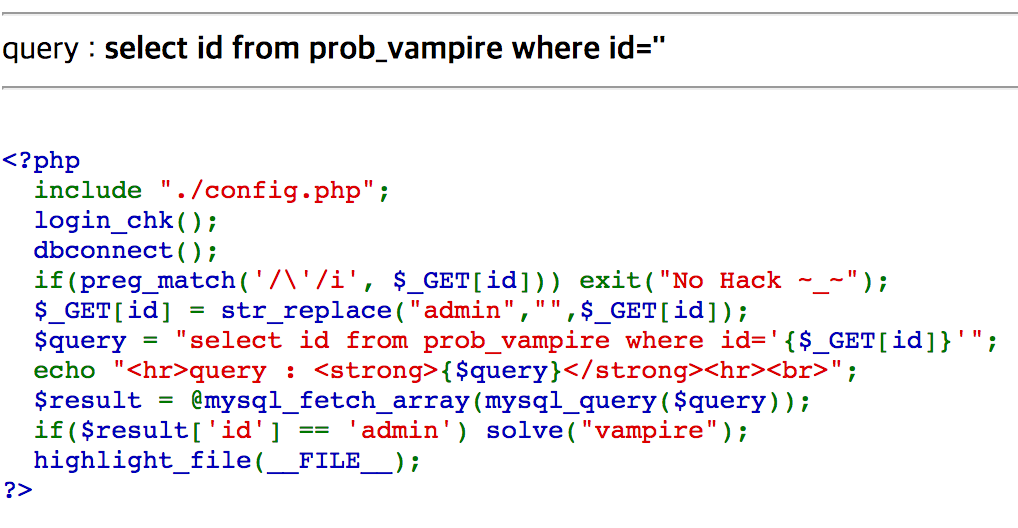 query : select id from prob_vampire where id=''
<?php
  include "./config.php";
  login_chk();
  dbconnect();
  if(preg_match('/\'/i', $_GET[id])) exit("No Hack ~_~");
  $_GET[id] = str_replace("admin","",$_GET[id]);
  $query = "select id from prob_vampire where id='{$_GET[id]}'";
  echo "<hr>query : <strong>{$query}</strong><hr><br>";
  $result = @mysql_fetch_array(mysql_query($query));
  if($result['id'] == 'admin') solve("vampire");
  highlight_file(__FILE__);
?>